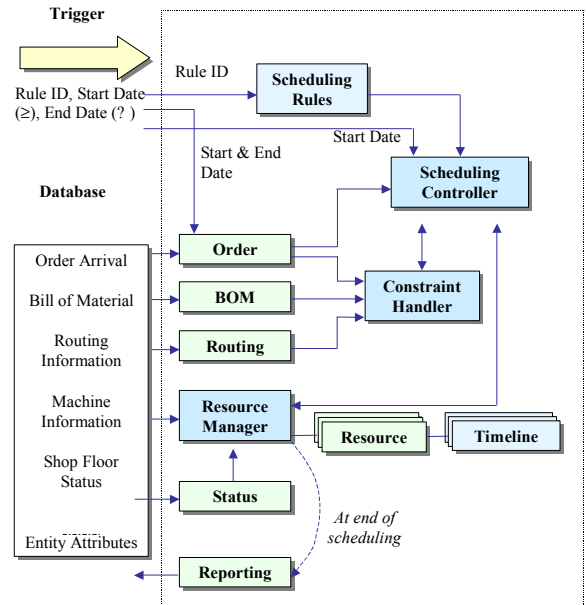 Trigger
Rule ID
Scheduling
Rules
Rule ID, Start Date
(≥), End Date (? )
Start Date
Start & End
Date
Scheduling
Controller
Database
Order Arrival
Bill of Material
Routing
Information
Machine
Information
Shop Floor
Status
Entity Attributes
Order
BOM
Routing
Constraint
Handler
Resource
Manager
Resource
Timeline
Status
At end of
scheduling
Reporting